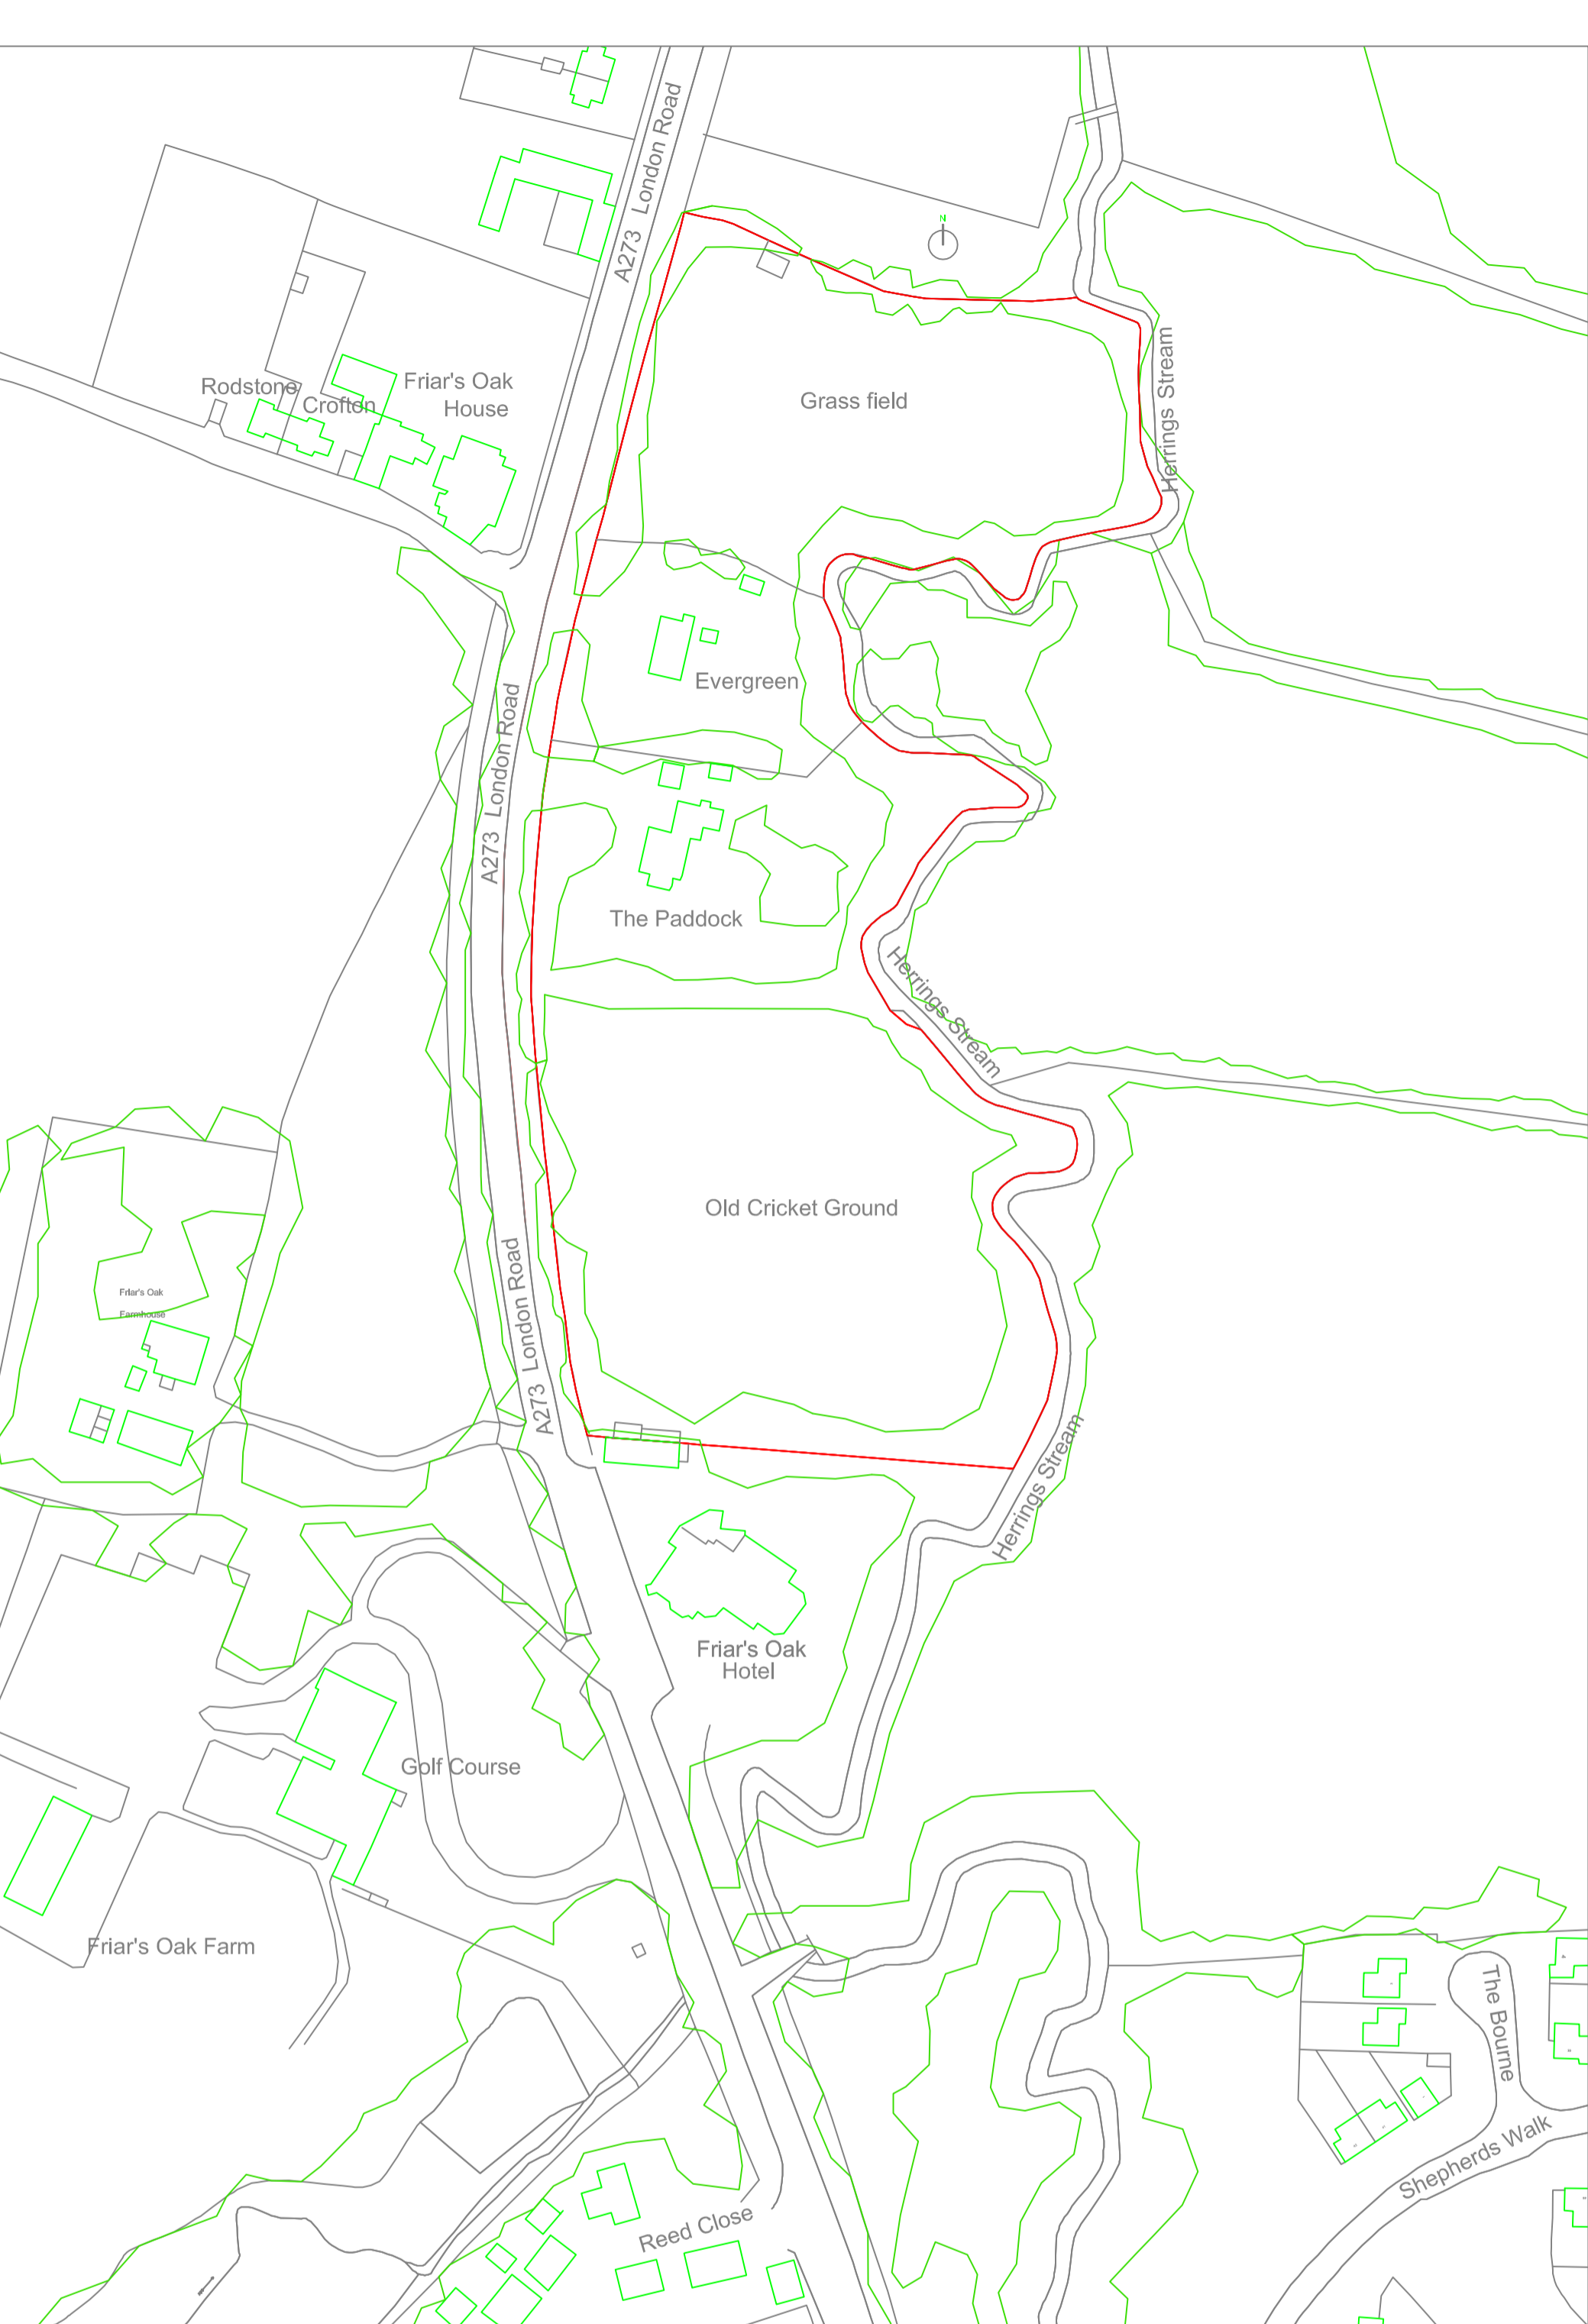 A273 London Road
N
Herrings Stream
Rodstone
Crofton
Friar's Oak
House
Grass field
Evergreen
A273 London Road
The Paddock
Herrings Stream
Old Cricket Ground
A273 London Road
Friar's Oak
Farmhouse
Herrings Stream
Friar's Oak
Hotel
Golf Course
Friar's Oak Farm
The Bourne
Shepherds Walk
Reed Close